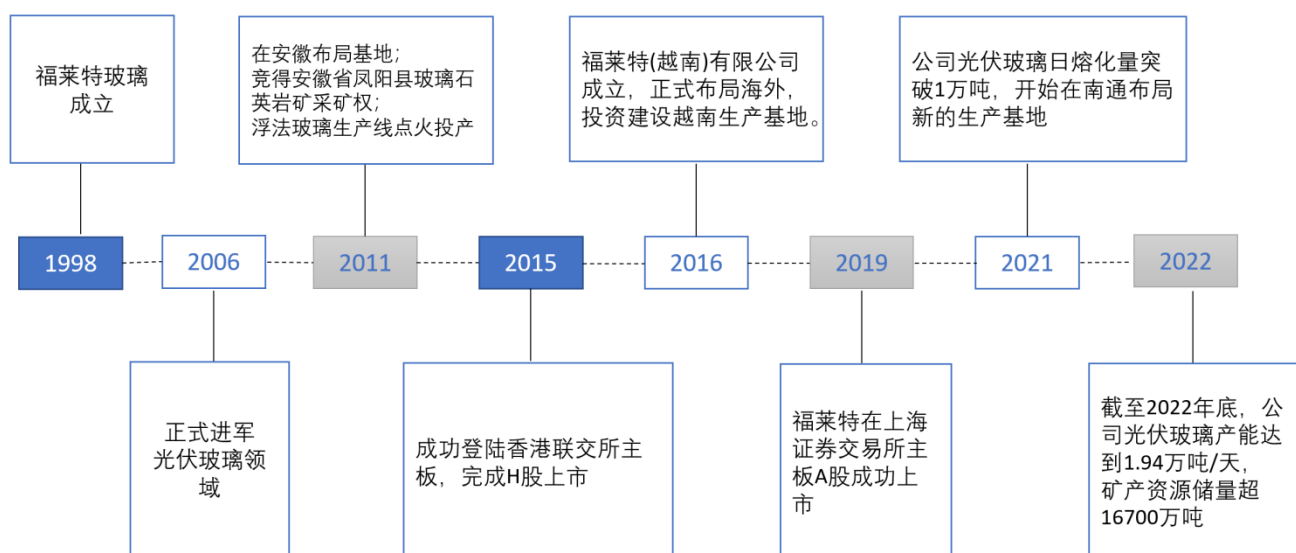 福莱特玻璃
成立
在安徽布局基地；
竞得安徽省凤阳县玻璃石
英岩矿采矿权；
浮法玻璃生产线点火投产
福莱特(越南)有限公司
成立，正式布局海外，
投资建设越南生产基地。
公司光伏玻璃日熔化量突
破1万吨，开始在南通布局
新的生产基地
1998
2006
2011
2015
2016
2019
2021
2022
正式进军
光伏玻璃领
域
成功登陆香港联交所主
板，完成H股上市
福莱特在上海
证券交易所主
板A股成功上
市
截至2022年底，公
司光伏玻璃产能达
到1.94万吨/天，
矿产资源储量超
16700万吨